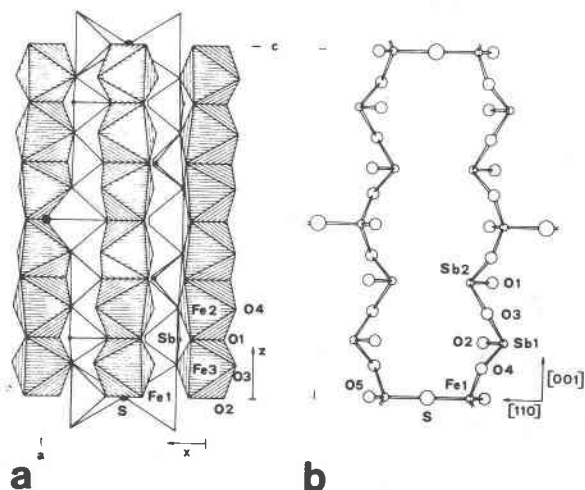 c
Fe2
O4
Sb
O1
z
Fe3
O3
Fe1
S
O2
a
x
a
Sb2
O1
O3
O2
Sb1
O4
[001]
O5
Fe1
[110]
S
b